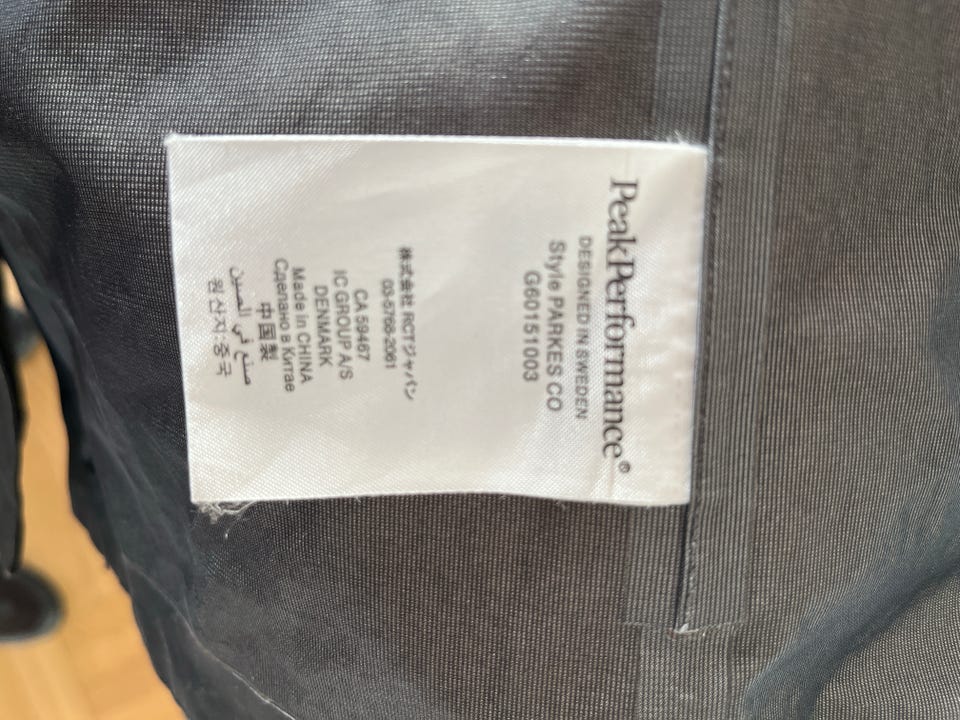 PeakPerformance®
DESIGNED IN SWEDEN
Style PARKES CO
G60151003
株式会社 RCTジャパン
03-5768-2061
CA 59467
IC GROUP A/S
DENMARK
Made in CHINA
Сделано в Китае
中国製
صنع في الصين
원산지:중국